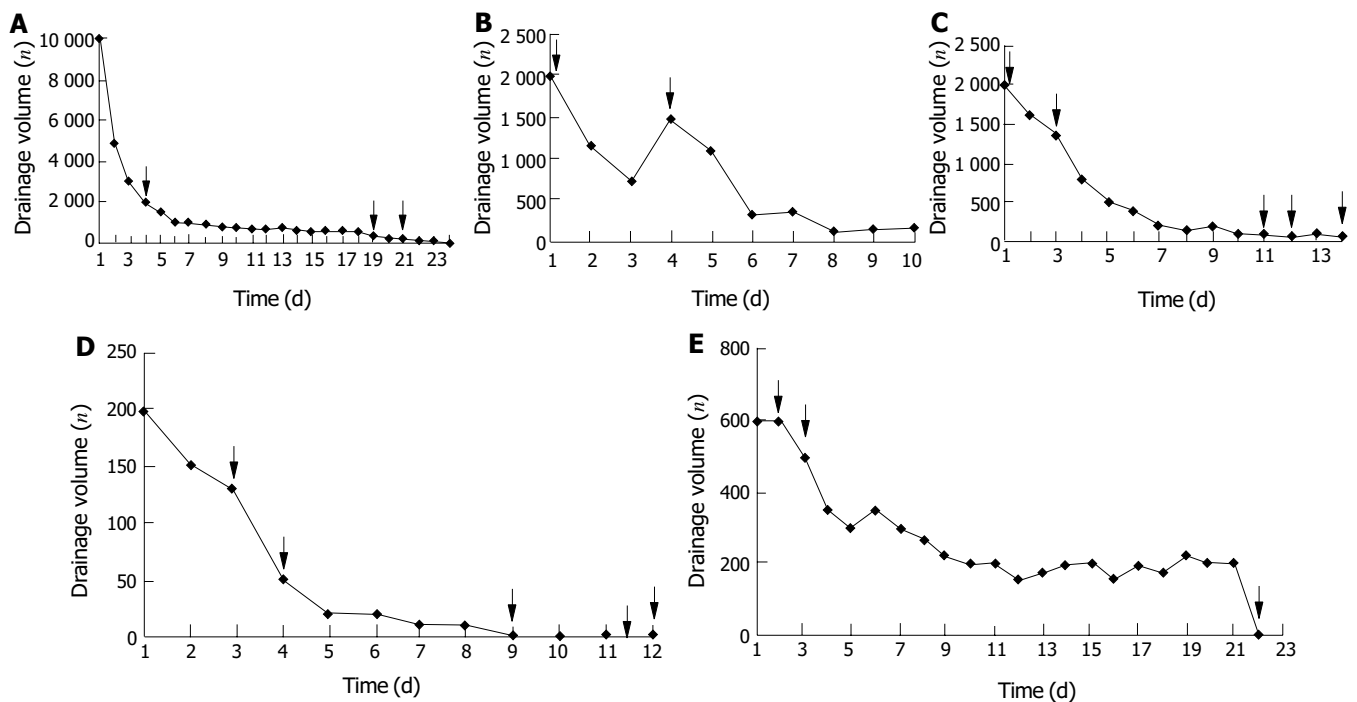 A
10 000
8 000
6 000
4 000
2 000
0
Drainage volume (n)
1 3 5 7 9 11 13 15 17 19 21 23
Time (d)
B
2 500
2 000
1 500
1 000
500
0
Drainage volume (n)
1 2 3 4 5 6 7 8 9 10
Time (d)
C
2 500
2 000
1 500
1 000
500
0
Drainage volume (n)
1 3 5 7 9 11 13
Time (d)
D
250
200
150
100
50
0
Drainage volume (n)
1 2 3 4 5 6 7 8 9 10 11 12
Time (d)
E
800
600
400
200
0
Drainage volume (n)
1 3 5 7 9 11 13 15 17 19 21 23
Time (d)